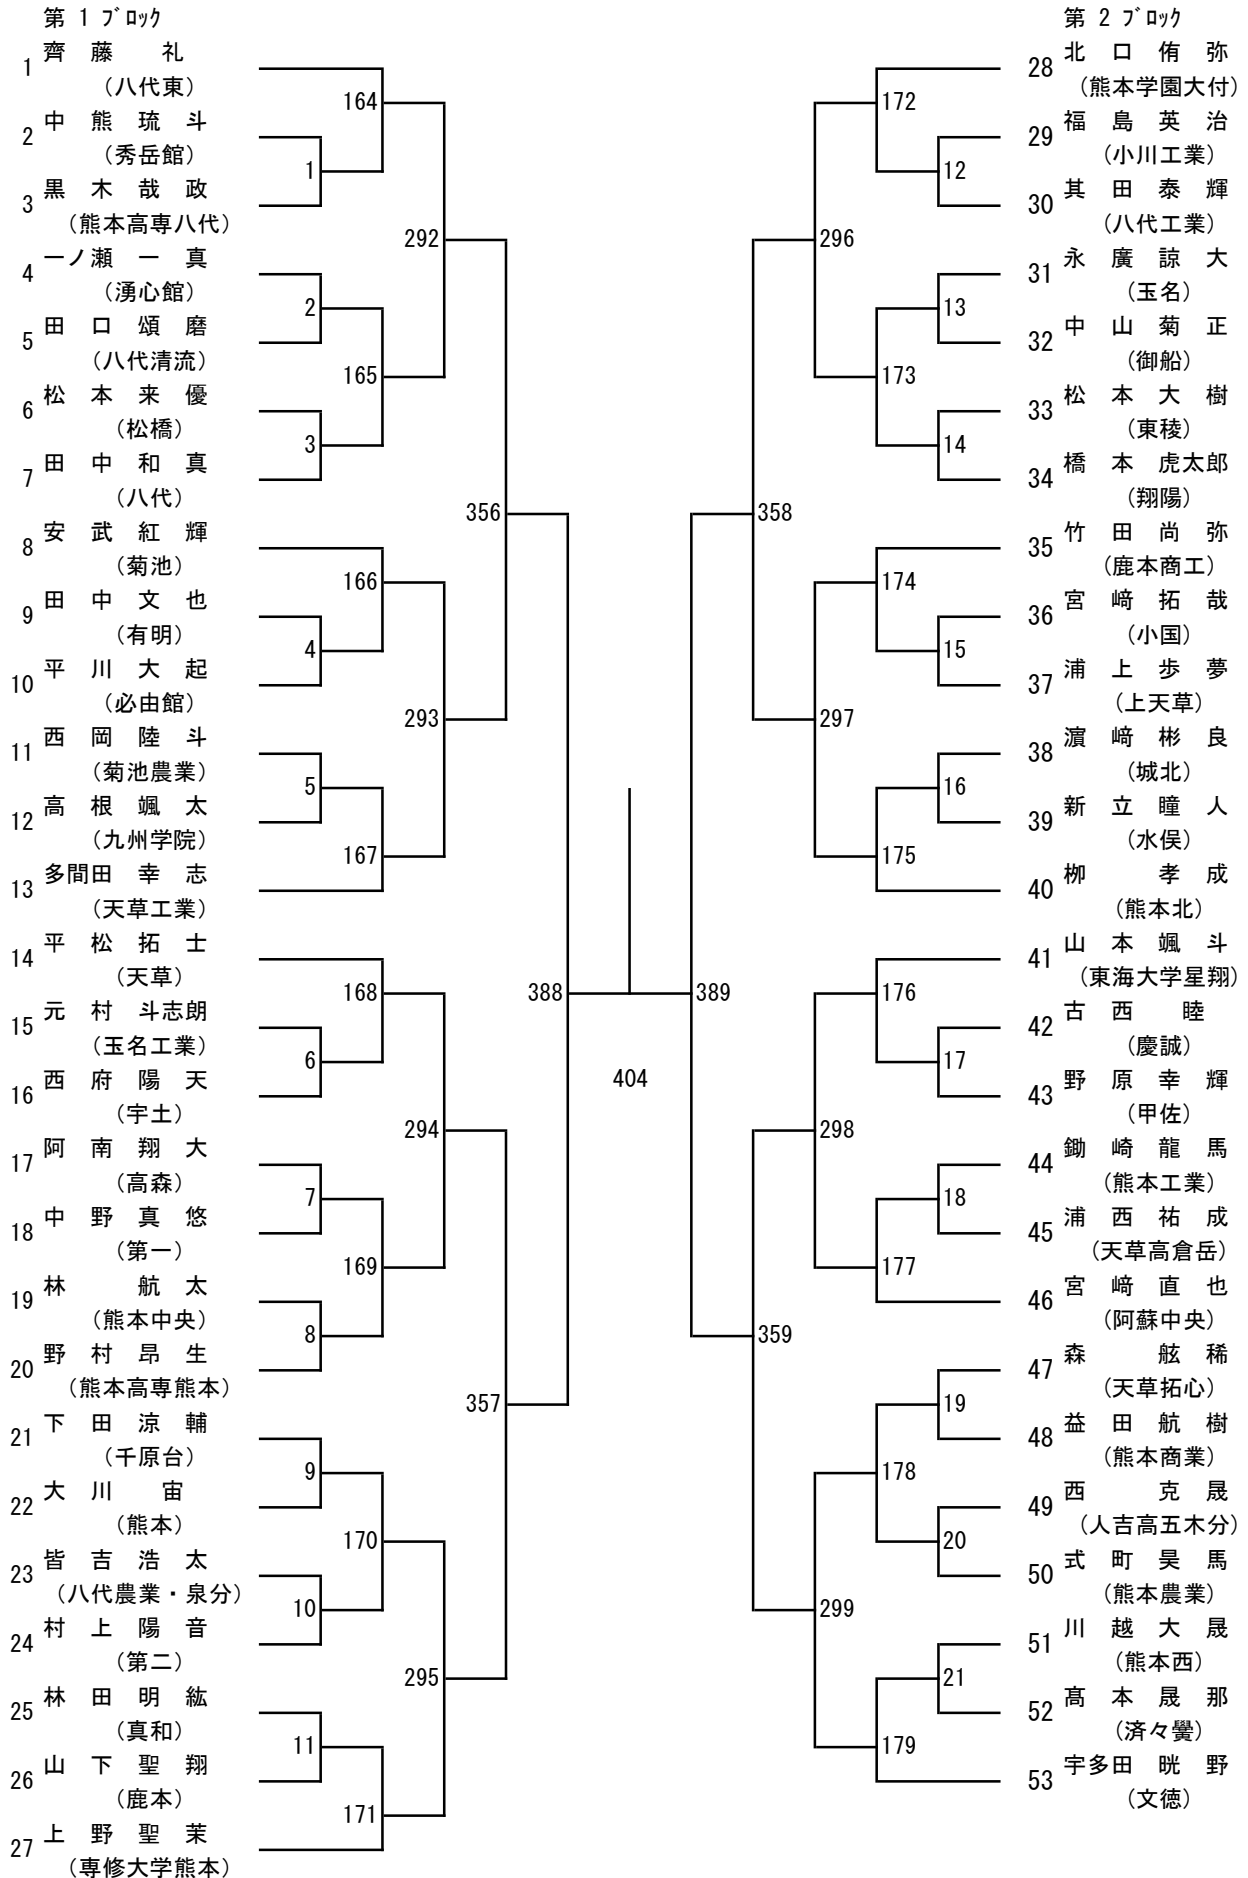 第 1 ブロック
1 齊 藤 礼
(八代東)
164
2 中 熊 琉 斗
(秀岳館)
1
3 黒 木 哉 政
(熊本高専八代)
292
4 一ノ瀬 一 真
(湧心館)
2
5 田 口 頌 磨
(八代清流)
165
6 松 本 来 優
(松橋)
3
7 田 中 和 真
(八代)
356
8 安 武 紅 輝
(菊池)
166
9 田 中 文 也
(有明)
4
10 平 川 大 起
(必由館)
293
11 西 岡 陸 斗
(菊池農業)
5
12 高 根 颯 太
(九州学院)
167
13 多間田 幸 志
(天草工業)
14 平 松 拓 士
(天草)
168
388
15 元 村 斗志朗
(玉名工業)
6
16 西 府 陽 天
(宇土)
294
17 阿 南 翔 大
(高森)
7
18 中 野 真 悠
(第一)
169
19 林 航 太
(熊本中央)
8
20 野 村 昂 生
(熊本高専熊本)
357
21 下 田 涼 輔
(千原台)
9
22 大 川 宙
(熊本)
170
23 皆 吉 浩 太
(八代農業・泉分)
10
24 村 上 陽 音
(第二)
295
25 林 田 明 紘
(真和)
11
26 山 下 聖 翔
(鹿本)
171
27 上 野 聖 茉
(専修大学熊本)
404
第 2 ブロック
28 北 口 侑 弥
(熊本学園大付)
172
29 福 島 英 治
(小川工業)
12
30 其 田 泰 輝
(八代工業)
296
31 永 廣 諒 大
(玉名)
13
32 中 山 菊 正
(御船)
173
33 松 本 大 樹
(東稜)
14
34 橋 本 虎太郎
(翔陽)
358
35 竹 田 尚 弥
(鹿本商工)
174
36 宮 﨑 拓 哉
(小国)
15
37 浦 上 歩 夢
(上天草)
297
38 濵 﨑 彬 良
(城北)
16
39 新 立 瞳 人
(水俣)
175
40 栁 孝 成
(熊本北)
41 山 本 颯 斗
(東海大学星翔)
176
389
42 古 西 睦
(慶誠)
17
43 野 原 幸 輝
(甲佐)
298
44 鋤 崎 龍 馬
(熊本工業)
18
45 浦 西 祐 成
(天草高倉岳)
177
46 宮 﨑 直 也
(阿蘇中央)
359
47 森 舷 稀
(天草拓心)
19
48 益 田 航 樹
(熊本商業)
178
49 西 克 晟
(人吉高五木分)
20
50 式 町 昊 馬
(熊本農業)
299
51 川 越 大 晟
(熊本西)
21
52 髙 本 晟 那
(済々黌)
179
53 宇多田 晄 野
(文徳)